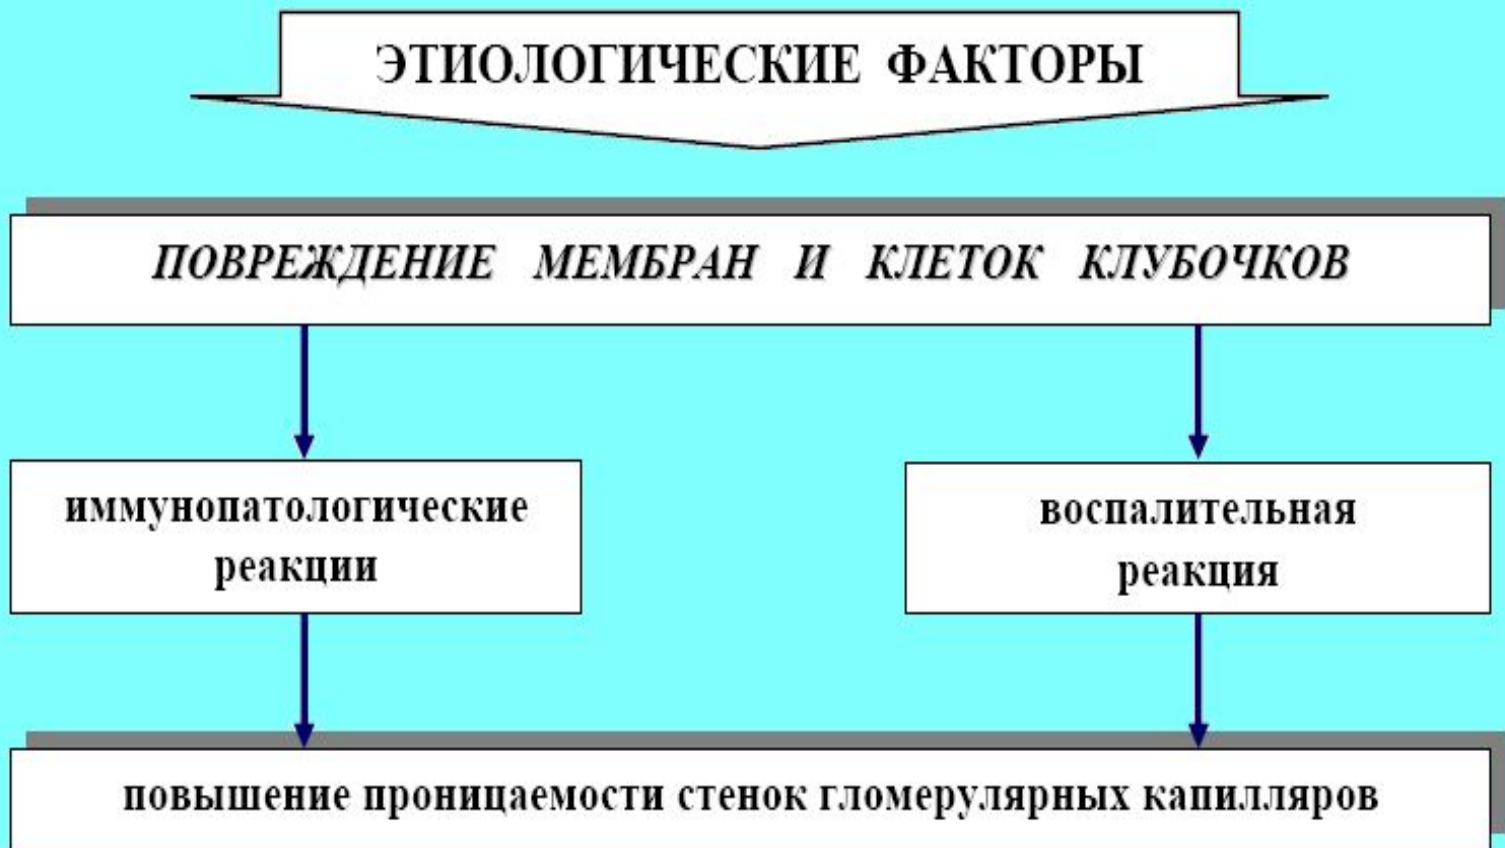 ЭТИОЛОГИЧЕСКИЕ ФАКТОРЫ
ПОВРЕЖДЕНИЕ МЕМБРАН И КЛЕТОК КЛУБОЧКОВ
иммунопатологические
реакции
воспалительная
реакция
повышение проницаемости стенок гломерулярных капилляров